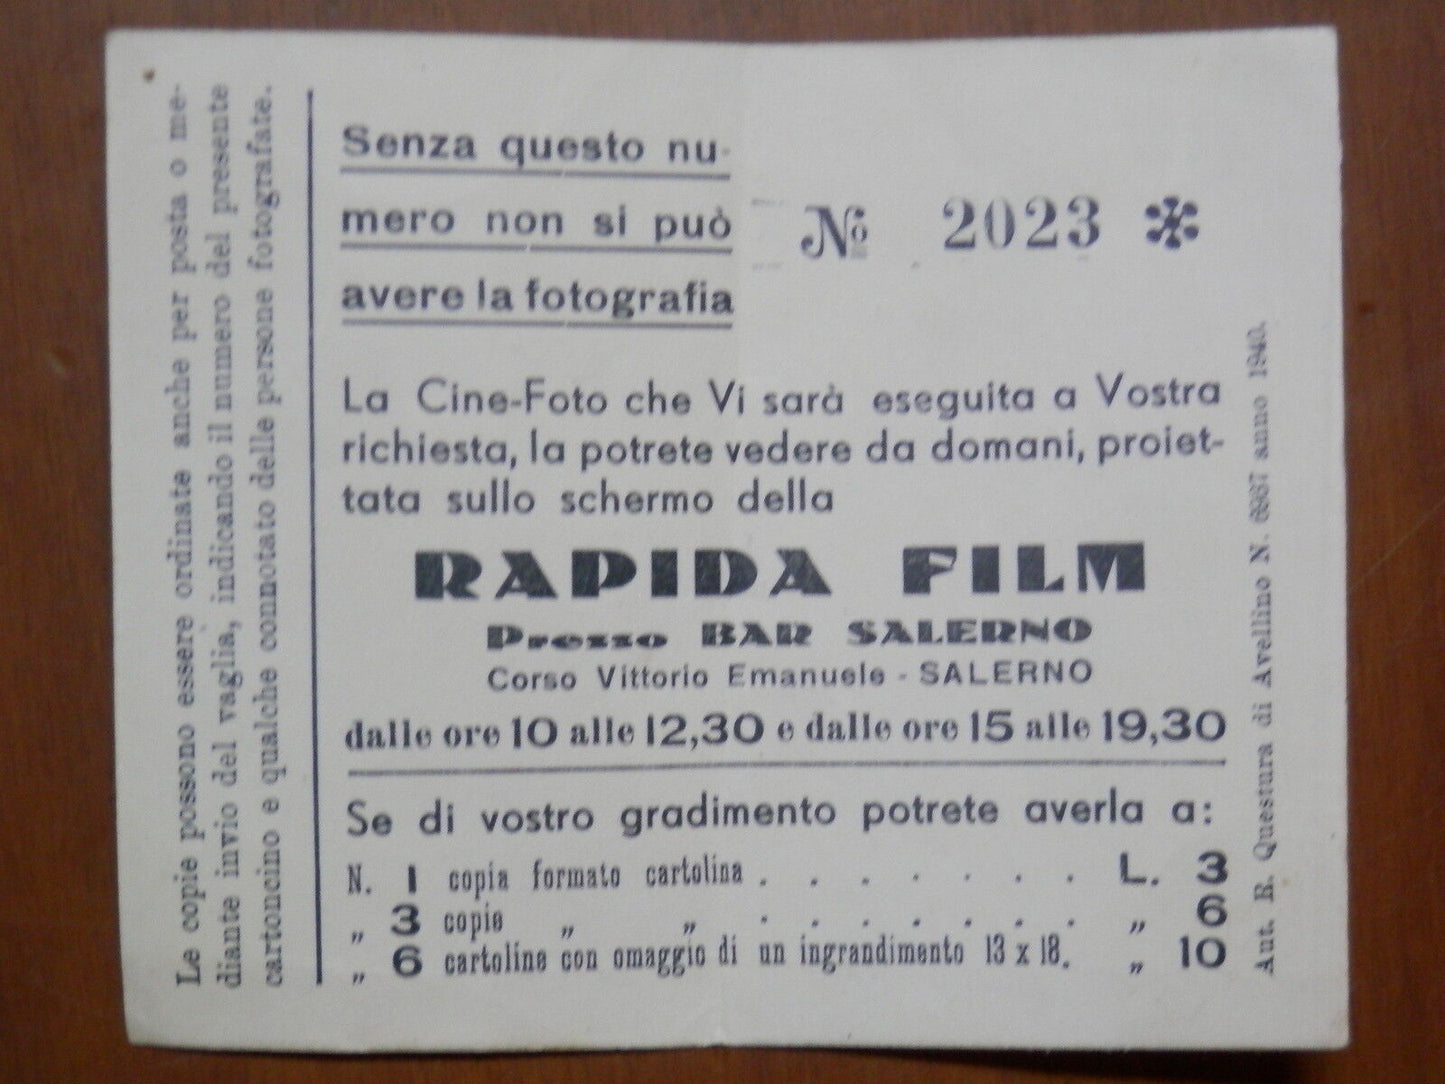 Le copie possono essere ordinate anche per posta o me-
diante invio del vaglia, indicando il numero del presente
cartoncino e qualche connotato delle persone fotografate.
Senza questo nu-
mero non si può
avere la fotografia
No 2023 *
La Cine-Foto che Vi sarà eseguita a Vostra
richiesta, la potrete vedere da domani, proiet-
tata sullo schermo della
RAPIDA FILM
Presso BAR SALERNO
Corso Vittorio Emanuele - SALERNO
dalle ore 10 alle 12,30 e dalle ore 15 alle 19,30
Se di vostro gradimento potrete averla a:
N. 1 copia formato cartolina . . . . . . . L. 3
„ 3 copie „ „ . . . . . . . „ 6
„ 6 cartoline con omaggio di un ingrandimento 13 x 18. „ 10
Aut. R. Questura di Avellino N. 6967 anno 1940.